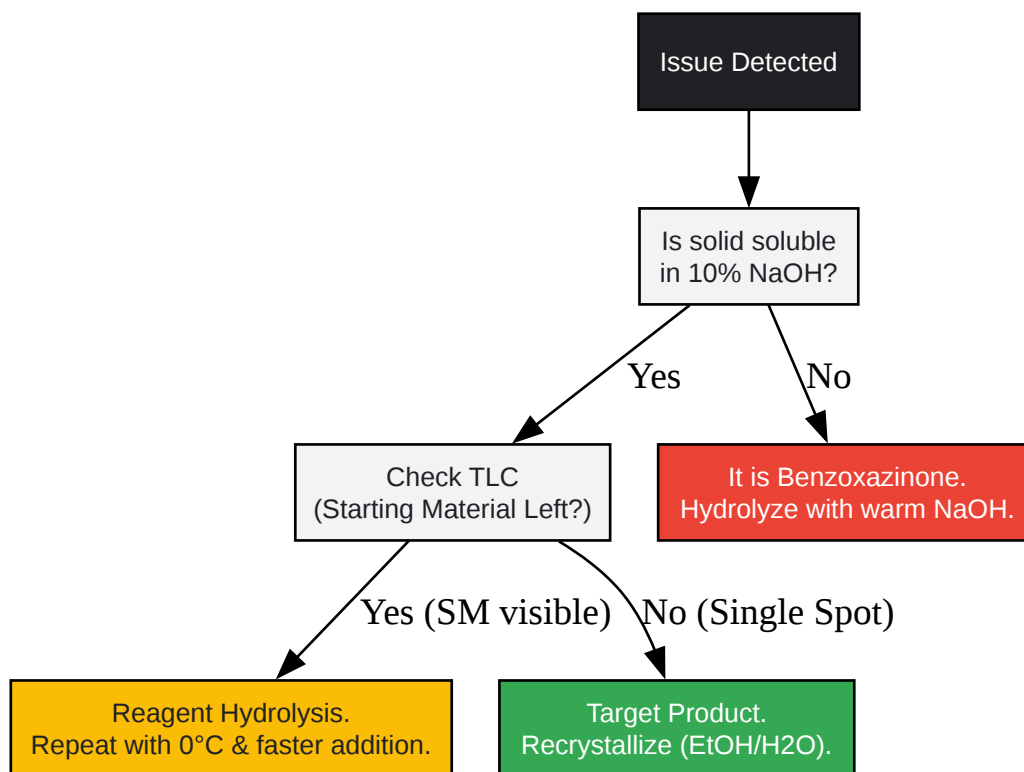 Issue Detected
Is solid soluble
in 10% NaOH?
Yes
No
Check TLC
(Starting Material Left?)
It is Benzoxazinone.
Hydrolyze with warm NaOH.
Yes (SM visible)
No (Single Spot)
Reagent Hydrolysis.
Repeat with 0°C & faster addition.
Target Product.
Recrystallize (EtOH/H2O).